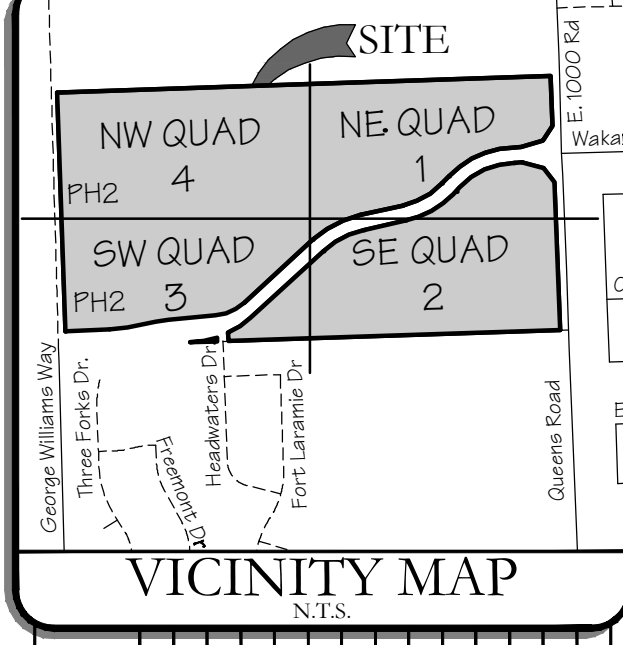 SITE
E. 1000 Rd
NW QUAD
4
NE. QUAD
1
PH2
SW QUAD
3
PH2
SE QUAD
2
George Williams Way
Three Forks Dr.
Freemont Dr
Headwaters Dr
Fort Laramie Dr
Queens Road
VICINITY MAP
N.T.S.